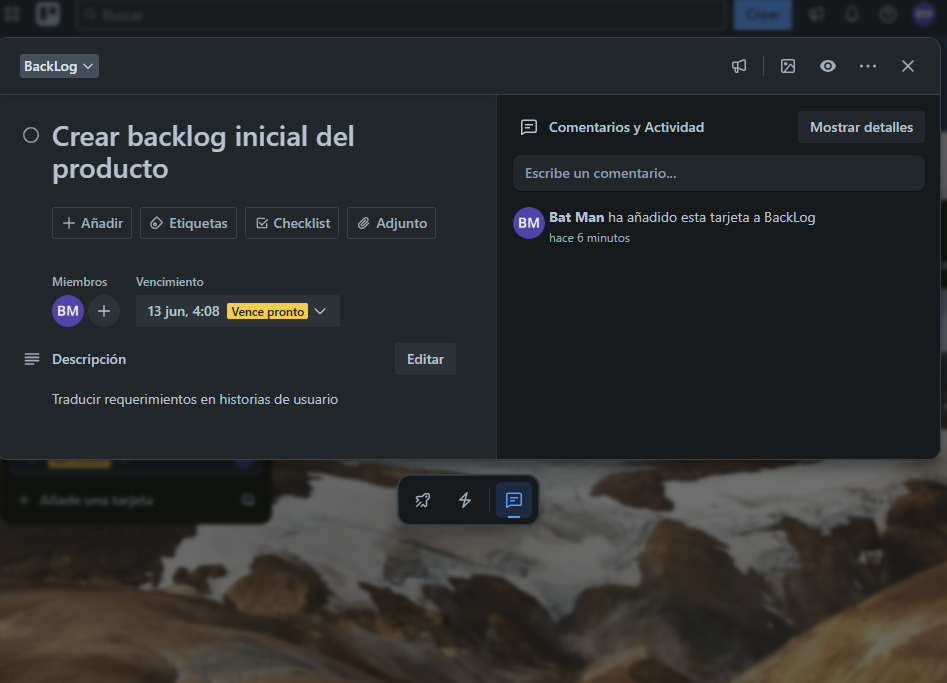 Buscar
Crear
BM
BackLog
Crear backlog inicial del
producto
Añadir
Etiquetas
Checklist
Adjunto
Miembros
Vencimiento
BM
13 jun, 4:08
Vence pronto
Descripción
Editar
Traducir requerimientos en historias de usuario
Comentarios y Actividad
Mostrar detalles
Escribe un comentario...
BM
Bat Man ha añadido esta tarjeta a BackLog
hace 6 minutos
Añade una tarjeta